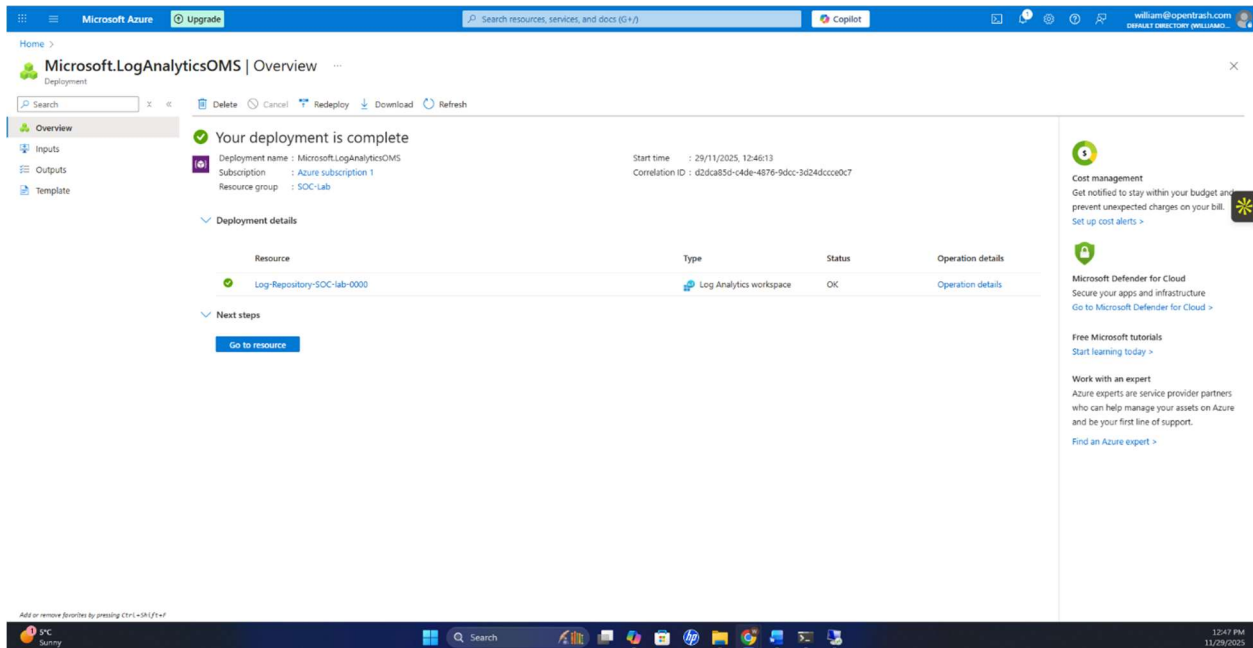 Microsoft Azure
Upgrade
Search resources, services, and docs (G+/)
Copilot
1
william@opentrash.com
DEFAULT DIRECTORY (WILLIAMO...
Home >
Microsoft.LogAnalyticsOMS | Overview ...
Deployment
Search
Delete
Cancel
Redeploy
Download
Refresh
Overview
Inputs
Outputs
Template
Your deployment is complete
Deployment name : Microsoft.LogAnalyticsOMS
Subscription : Azure subscription 1
Resource group : SOC-Lab
Start time : 29/11/2025, 12:46:13
Correlation ID : d2dca85d-c4de-4876-9dcc-3d24dccce0c7
Deployment details
Resource Type Status Operation details
Log-Repository-SOC-lab-0000 Log Analytics workspace OK Operation details
Next steps
Go to resource
Cost management
Get notified to stay within your budget and
prevent unexpected charges on your bill.
Set up cost alerts >
Microsoft Defender for Cloud
Secure your apps and infrastructure
Go to Microsoft Defender for Cloud >
Free Microsoft tutorials
Start learning today >
Work with an expert
Azure experts are service provider partners
who can help manage your assets on Azure
and be your first line of support.
Find an Azure expert >
Add or remove favorites by pressing Ctrl+Shift+F
1
5°C
Sunny
Search
12:47 PM
11/29/2025